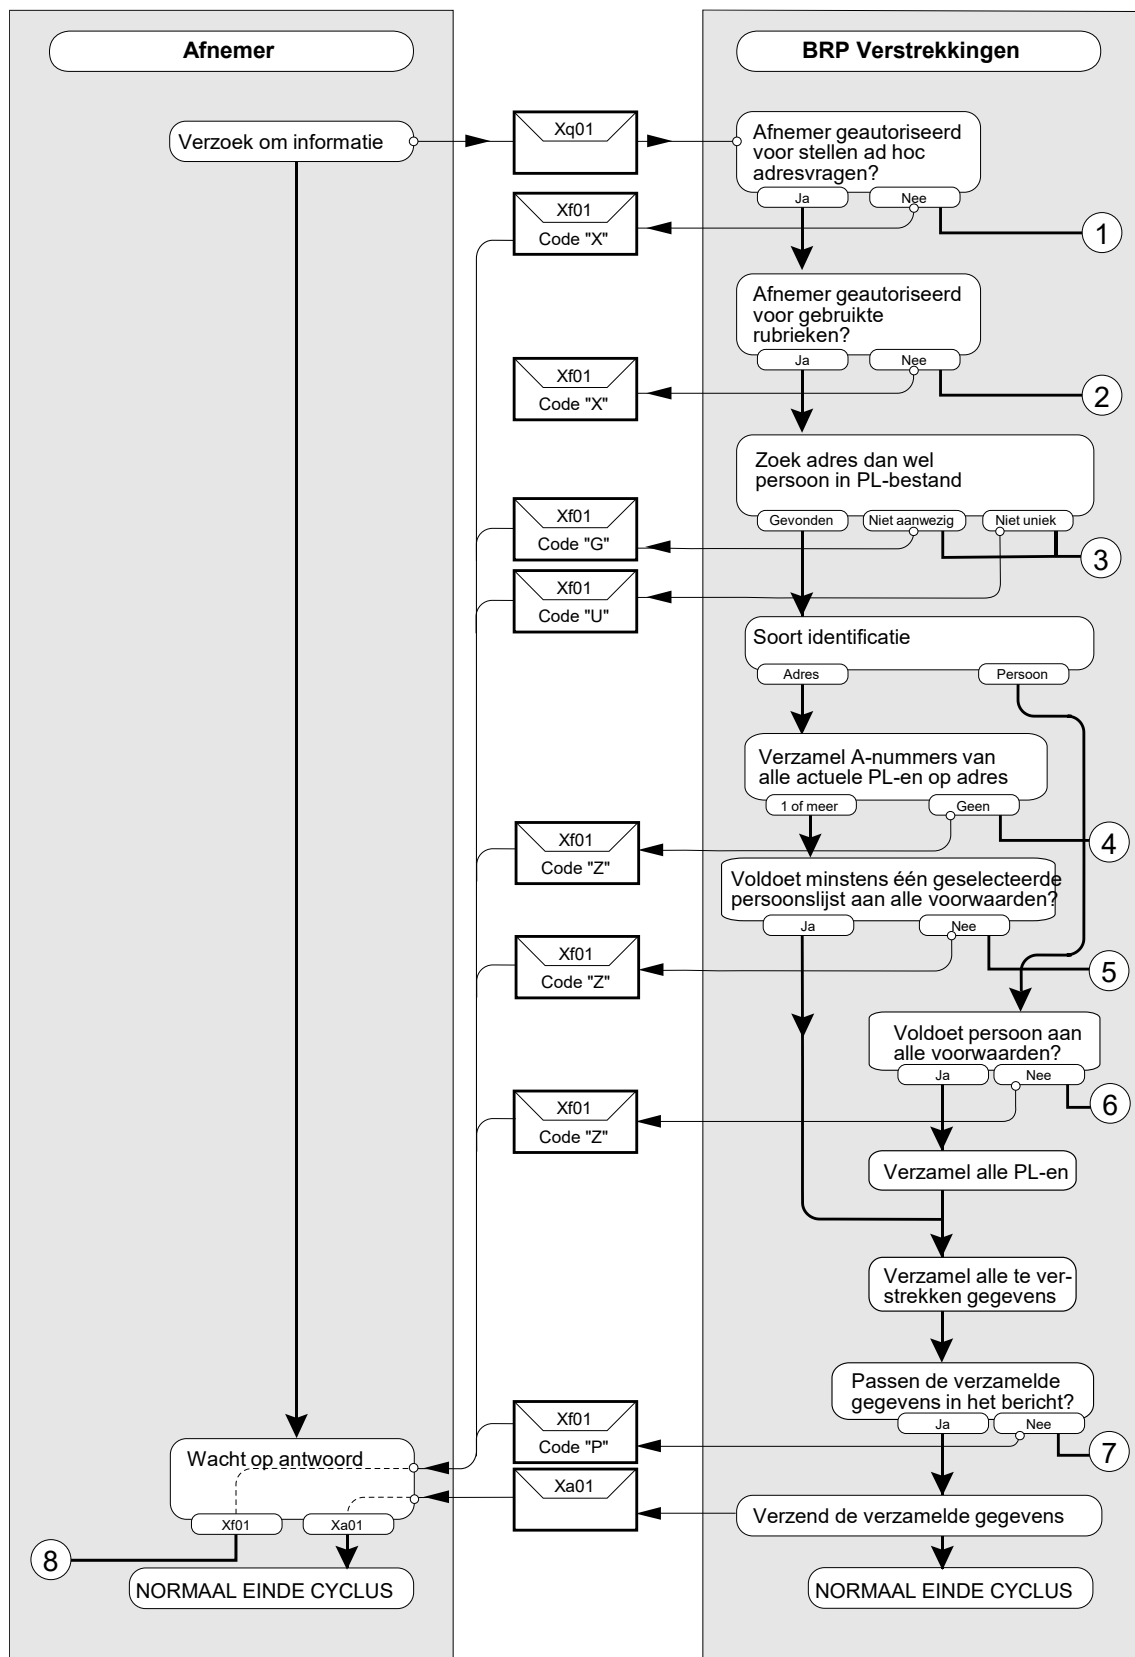 Afnemer
BRP Verstrekkingen
Verzoek om informatie
Xq01
Afnemer geautoriseerd
voor stellen ad hoc
adresvragen?
Ja
Nee
Xf01
Code "X"
1
Afnemer geautoriseerd
voor gebruikte
rubrieken?
Ja
Nee
Xf01
Code "X"
2
Zoek adres dan wel
persoon in PL-bestand
Gevonden
Niet aanwezig
Niet uniek
Xf01
Code "G"
3
Xf01
Code "U"
Soort identificatie
Adres
Persoon
Verzamel A-nummers van
alle actuele PL-en op adres
1 of meer
Geen
Xf01
Code "Z"
4
Voldoet minstens één geselecteerde
persoonslijst aan alle voorwaarden?
Ja
Nee
Xf01
Code "Z"
5
Voldoet persoon aan
alle voorwaarden?
Ja
Nee
Xf01
Code "Z"
6
Verzamel alle PL-en
Verzamel alle te ver-
strekken gegevens
Passen de verzamelde
gegevens in het bericht?
Ja
Nee
Xf01
Code "P"
7
Wacht op antwoord
Xf01
Xa01
Xa01
Verzend de verzamelde gegevens
8
NORMAAL EINDE CYCLUS
NORMAAL EINDE CYCLUS